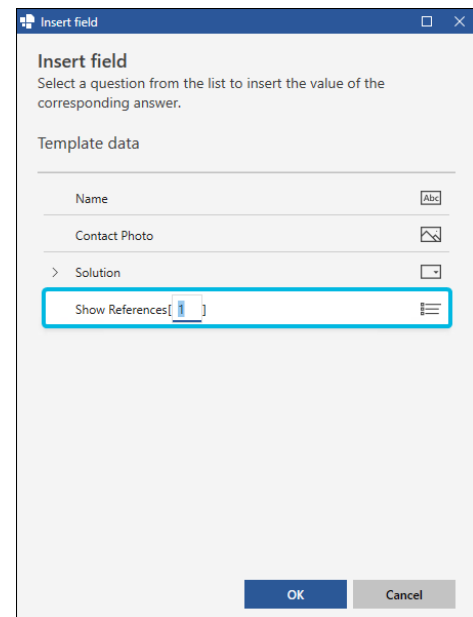 Insert field
Insert field
Select a question from the list to insert the value of the
corresponding answer.
Template data
Name
Abc
Contact Photo
Solution
Show References[ 1 ]
OK
Cancel